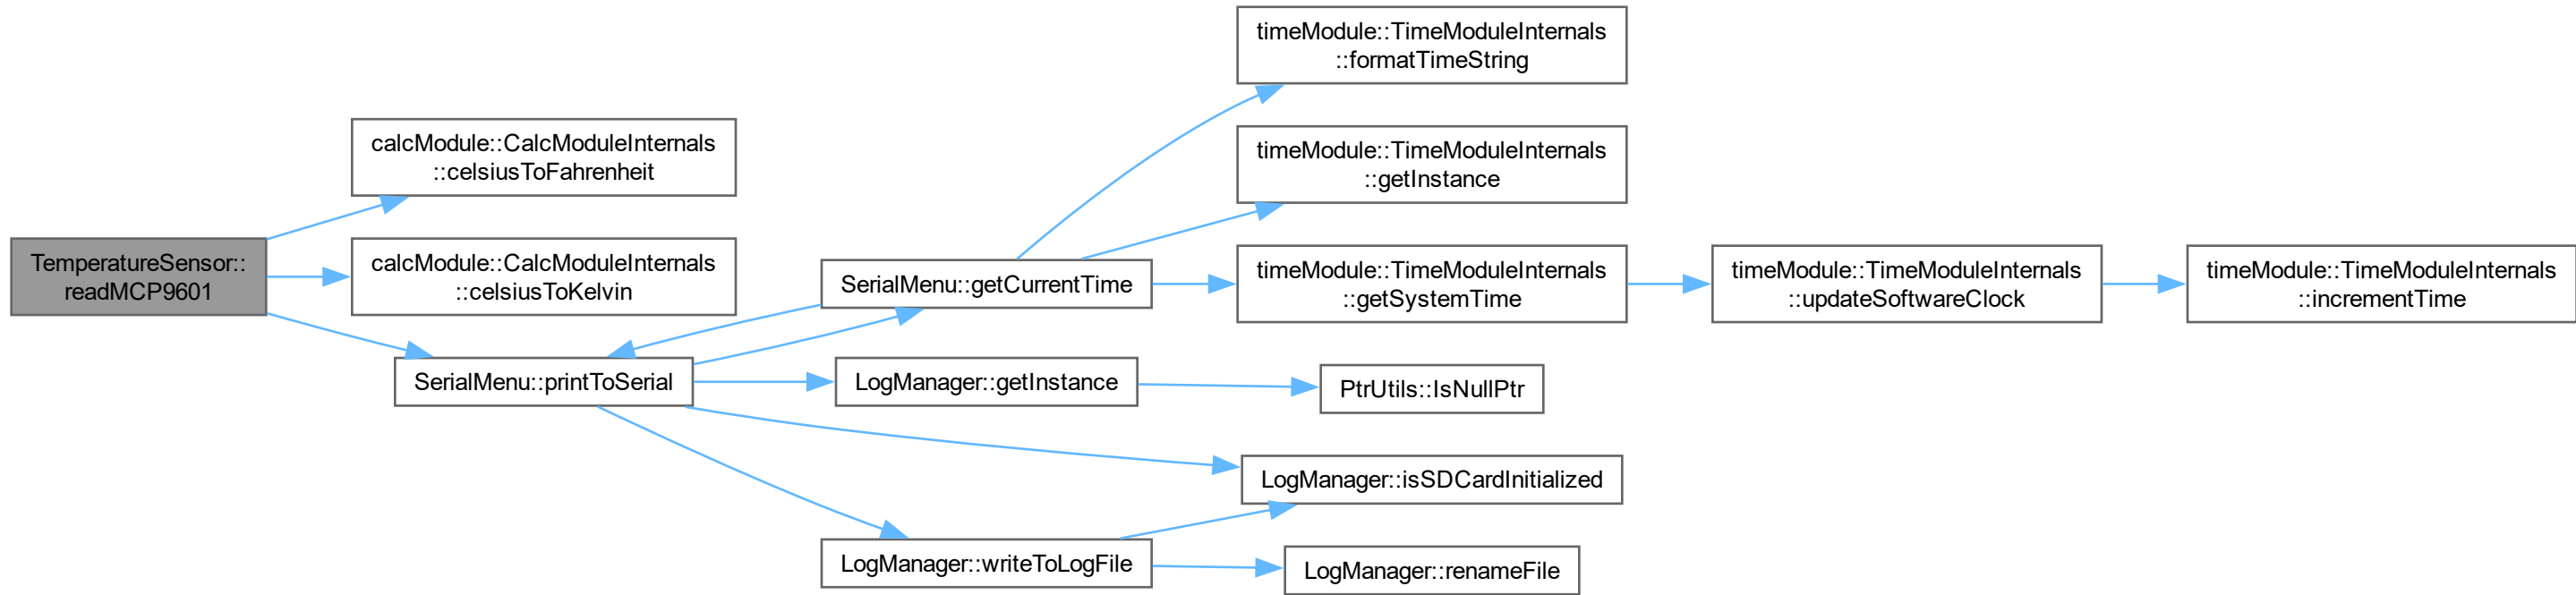 timeModule::TimeModuleInternals
::formatTimeString
calcModule::CalcModuleInternals
::celsiusToFahrenheit
timeModule::TimeModuleInternals
::getInstance
TemperatureSensor::
readMCP9601
calcModule::CalcModuleInternals
::celsiusToKelvin
SerialMenu::getCurrentTime
timeModule::TimeModuleInternals
::getSystemTime
timeModule::TimeModuleInternals
::updateSoftwareClock
timeModule::TimeModuleInternals
::incrementTime
SerialMenu::printToSerial
LogManager::getInstance
PtrUtils::IsNullPtr
LogManager::isSDCardInitialized
LogManager::writeToLogFile
LogManager::renameFile